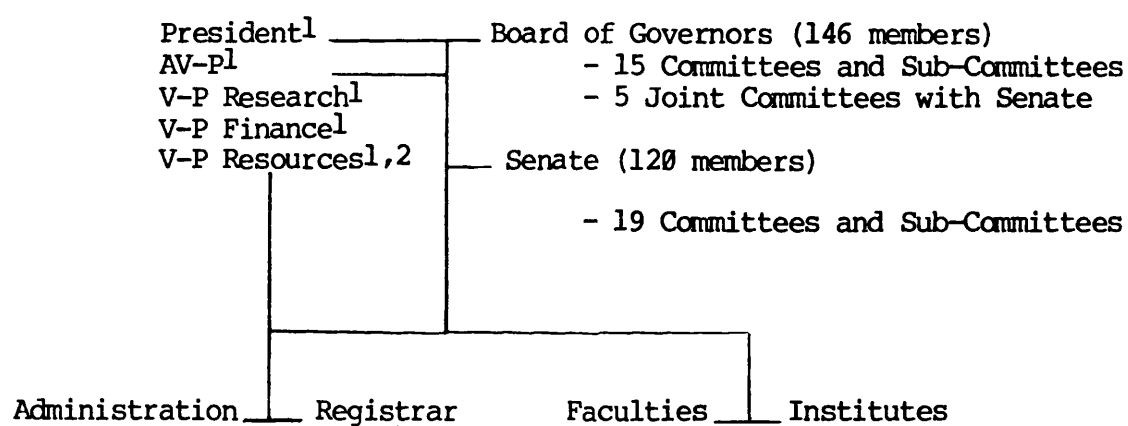 President1 Board of Governors (146 members)
AV-P1 - 15 Committees and Sub-Committees
V-P Research1 - 5 Joint Committees with Senate
V-P Finance1
V-P Resources1,2 Senate (120 members)
- 19 Committees and Sub-Committees
Administration Registrar Faculties Institutes